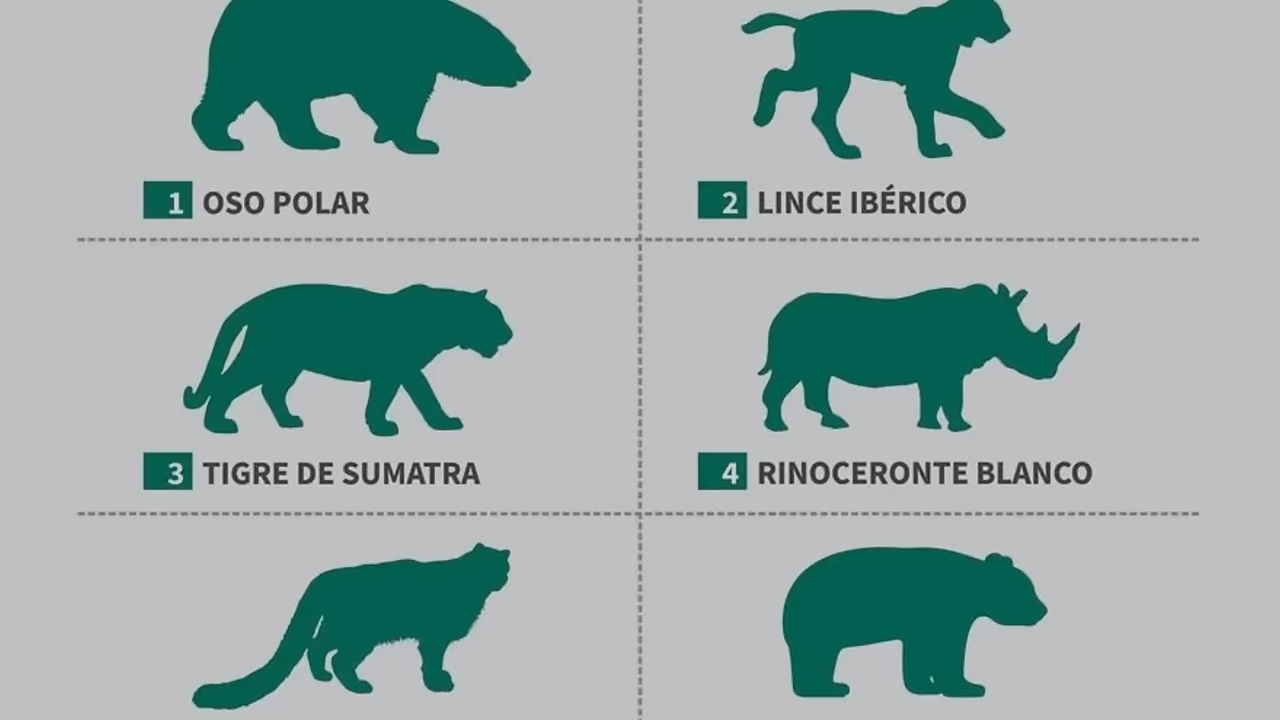 1 OSO POLAR
2 LINCE IBÉRICO
3 TIGRE DE SUMATRA
4 RINOCERONTE BLANCO